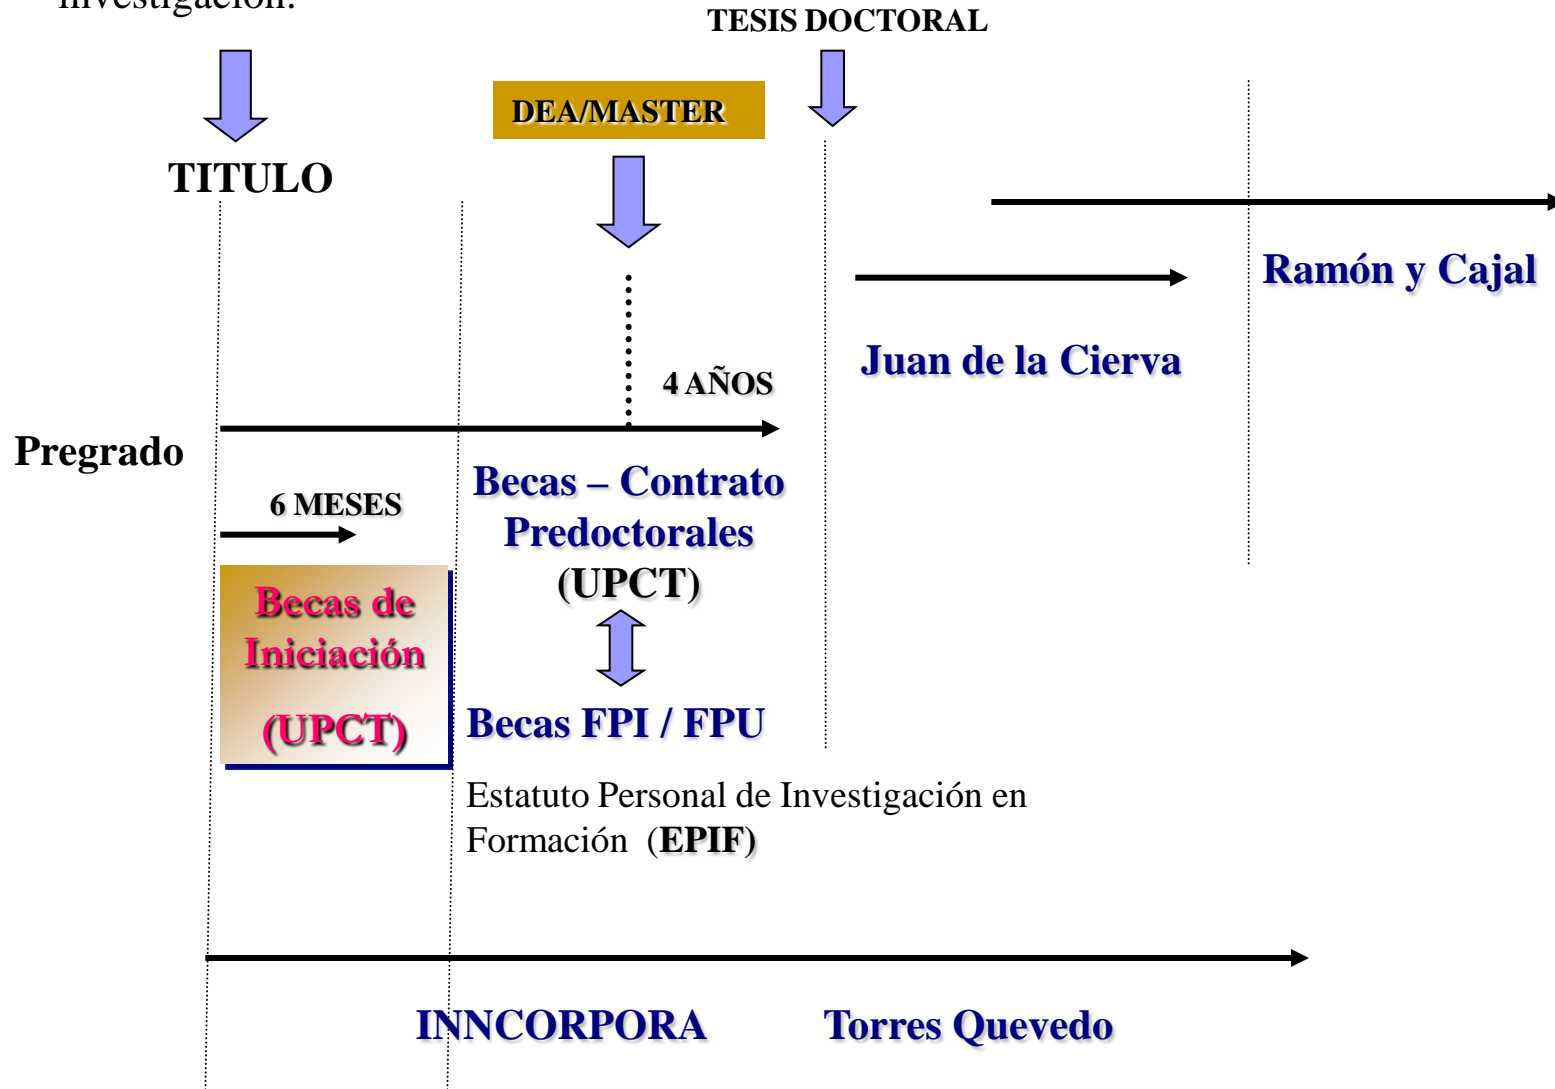 investigación.
TESIS DOCTORAL
DEA/MASTER
TITULO
Ramón y Cajal
Juan de la Cierva
4 AÑOS
Pregrado
6 MESES
Becas – Contrato
Predoctorales
(UPCT)
Becas de
Iniciación
(UPCT)
Becas FPI / FPU
Estatuto Personal de Investigación en
Formación (EPIF)
INNCORPORA
Torres Quevedo